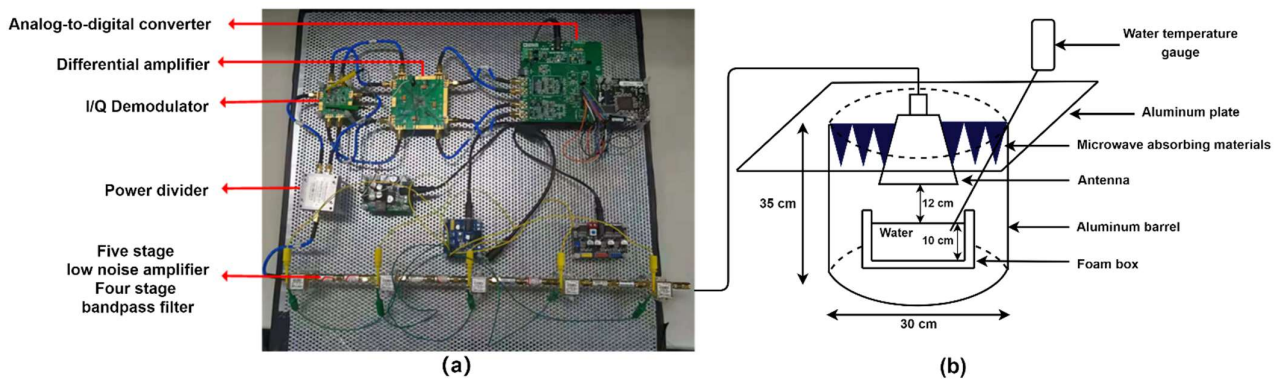 Analog-to-digital converter
Differential amplifier
I/Q Demodulator
Power divider
Five stage
low noise amplifier
Four stage
bandpass filter
(a)
Water temperature
gauge
Aluminum plate
Microwave absorbing materials
Antenna
12 cm
35 cm
Water
10 cm
Aluminum barrel
Foam box
30 cm
(b)